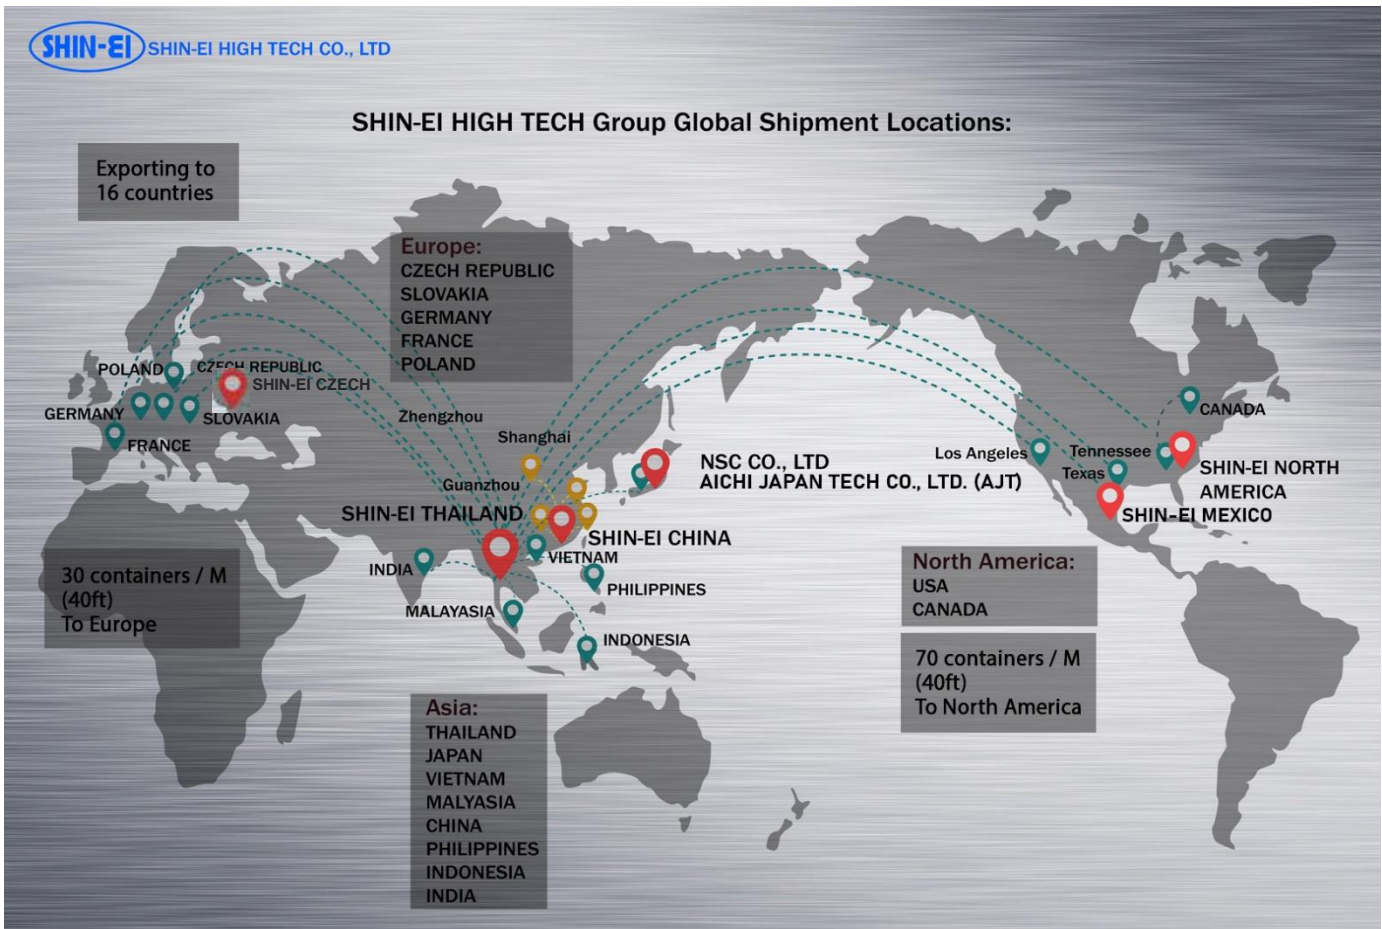 SHIN-EI SHIN-EI HIGH TECH CO., LTD
SHIN-EI HIGH TECH Group Global Shipment Locations:
Exporting to
16 countries
Europe:
CZECH REPUBLIC
SLOVAKIA
GERMANY
FRANCE
POLAND
POLAND
CZECH REPUBLIC
SHIN-EI CZECH
GERMANY
SLOVAKIA
FRANCE
Zhengzhou
Shanghai
Guanzhou
SHIN-EI THAILAND
NSC CO., LTD
AICHI JAPAN TECH CO., LTD. (AJT)
SHIN-EI CHINA
VIETNAM
INDIA
PHILIPPINES
MALAYASIA
INDONESIA
CANADA
Los Angeles
Tennessee
Texas
SHIN-EI NORTH
AMERICA
SHIN-EI MEXICO
30 containers / M
(40ft)
To Europe
North America:
USA
CANADA
70 containers / M
(40ft)
To North America
Asia:
THAILAND
JAPAN
VIETNAM
MALYASIA
CHINA
PHILIPPINES
INDONESIA
INDIA